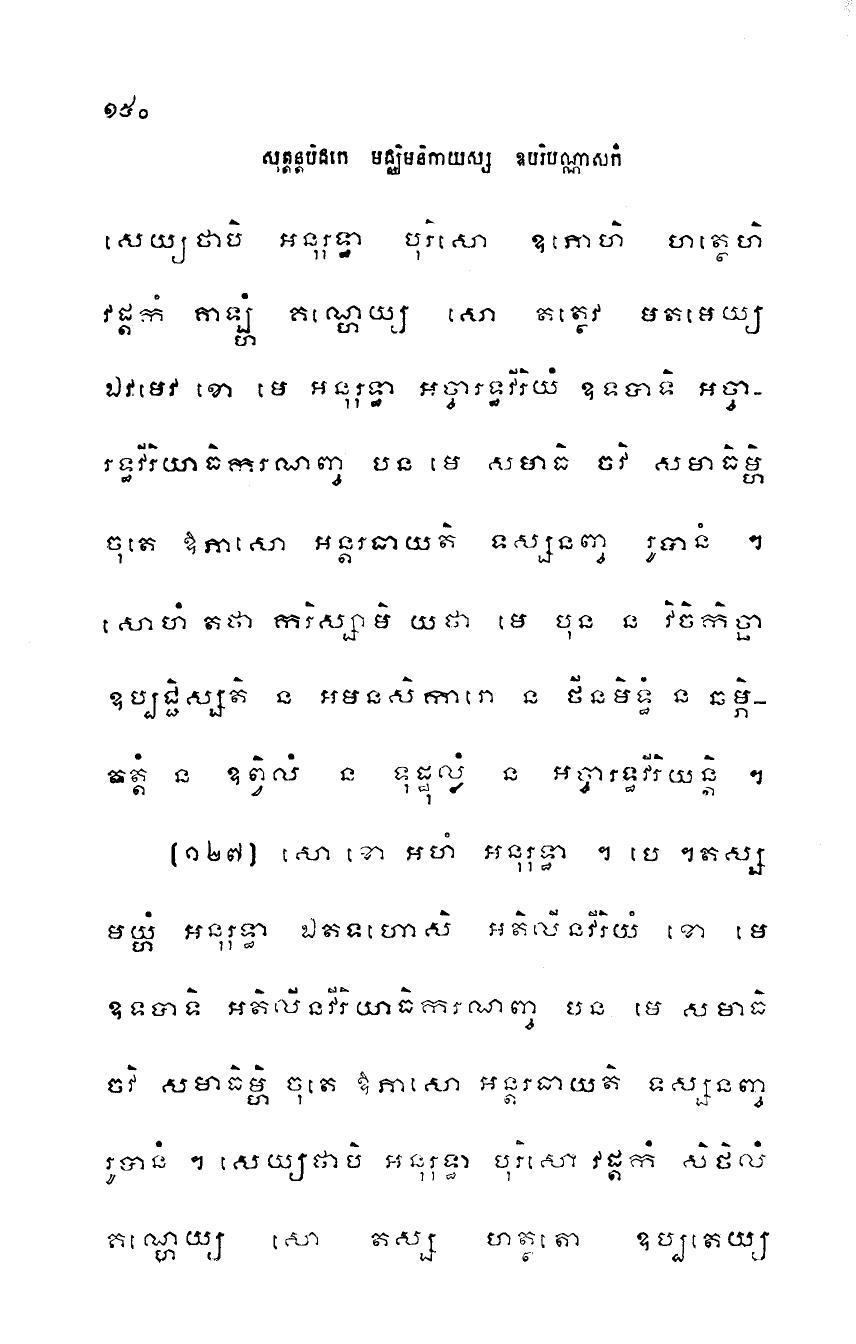 ១៥០
សុត្តន្តបិដកេ មជ្ឈិមនិកាយស្ស ឧបរិបណ្ណាសកំ
សេយ្យថាបិ អនុរុទ្ធា បុរិសោ ឧភោហិ ហត្ថេហិ
វដ្តកំ គាឡ្ហំ គណ្ហេយ្យ សោ តត្ថេវ មតមេយ្យ
ឯវមេវ ខោ មេ អនុរុទ្ធា អច្ចារទ្ធវីរិយំ ឧទបាទិ អច្ចា-
រទ្ធវីរិយាធិករណញ្ច បន មេ សមាធិ ចវិ សមាធិម្ហិ
ចុតេ ឱភាសោ អន្តរធាយតិ ទស្សនញ្ច រូបានំ ។
សោហំ តថា ករិស្សាមិ យថា មេ បុន ន វិចិកិច្ឆា
ឧប្បជ្ជិស្សតិ ន អមនសិការោ ន ថីនមិទ្ធំ ន ឆម្ភិ-
តត្តំ ន ឧព្វិលំ ន ទុដ្ឋុល្លំ ន អច្ចារទ្ធវីរិយន្តិ ។
(១២៧) សោ ខោ អហំ អនុរុទ្ធា ។ បេ ។ តស្ស
មយ្ហំ អនុរុទ្ធា ឯតទហោសិ អតិលីនវីរិយំ ខោ មេ
ឧទបាទិ អតិលីនវីរិយាធិករណញ្ច បន មេ សមាធិ
ចវិ សមាធិម្ហិ ចុតេ ឱភាសោ អន្តរធាយតិ ទស្សនញ្ច
រូបានំ ។ សេយ្យថាបិ អនុរុទ្ធា បុរិសោ វដ្តកំ សិថិលំ
គណ្ហេយ្យ សោ តស្ស ហត្ថតោ ឧប្បតេយ្យ